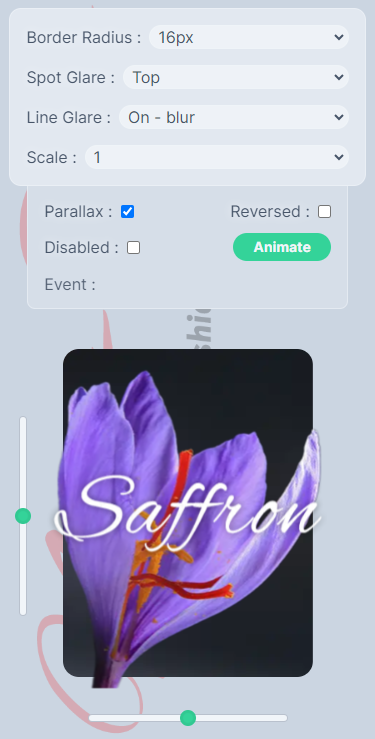 Border Radius : 16px
Spot Glare : Top
Line Glare : On - blur
Scale : 1
Parallax : Reversed :
Disabled : Animate
Event :
Saffron